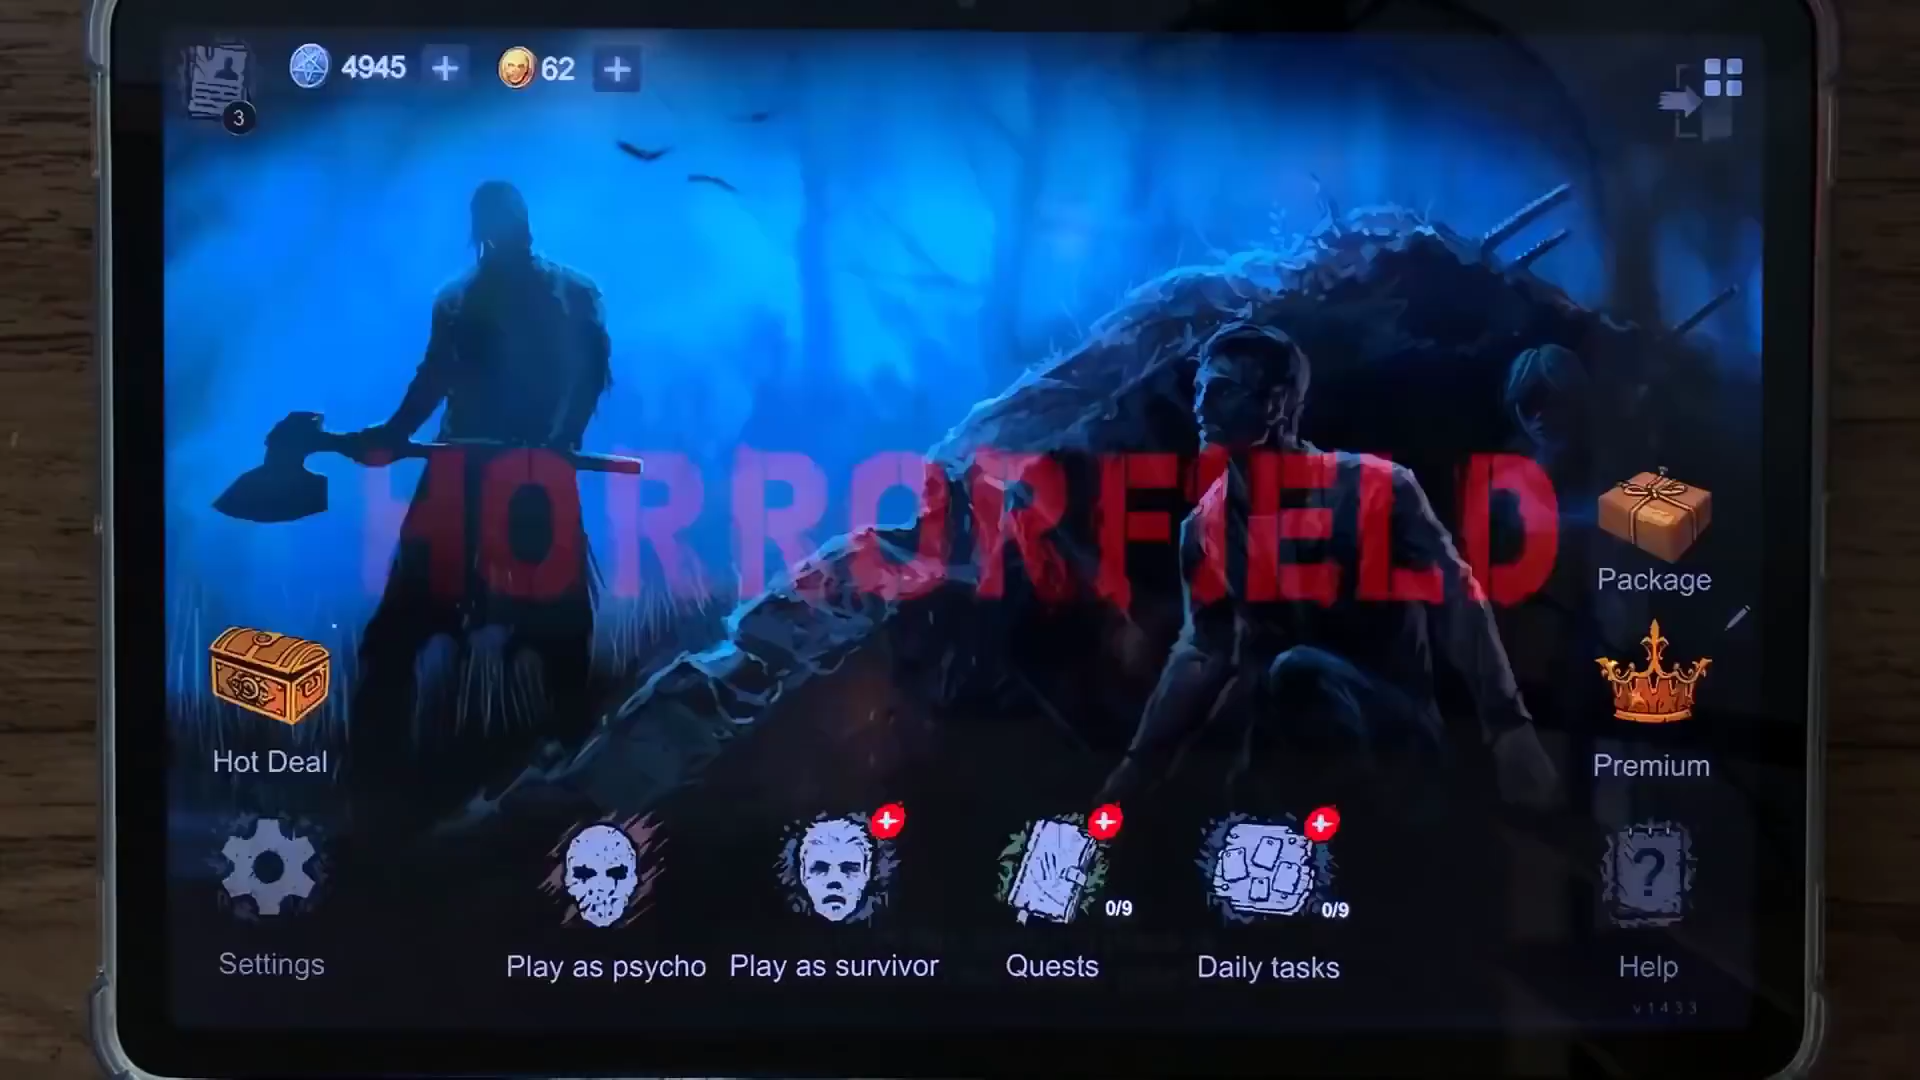 4945
62
3
HORRORFIELD
Package
Hot Deal
Premium
0/9
0/9
Settings
Play as psycho
Play as survivor
Quests
Daily tasks
Help
v1433